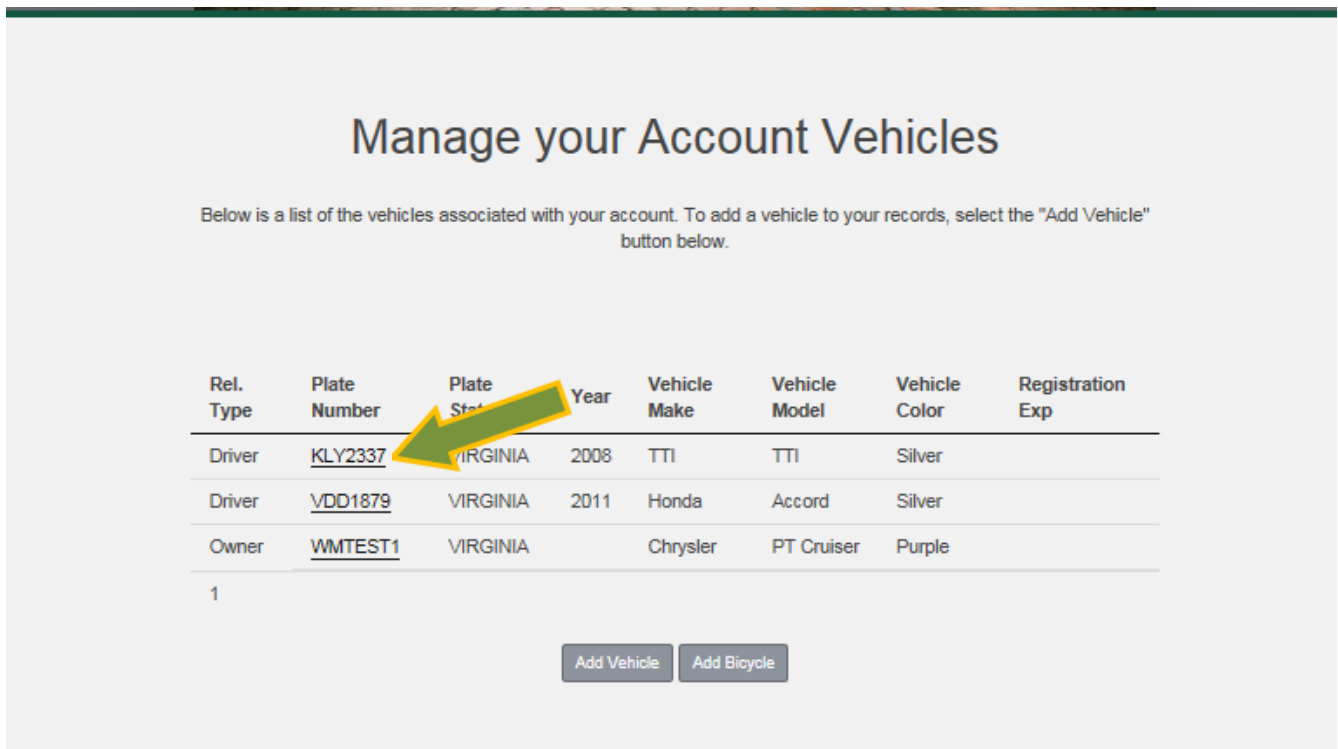 Manage your Account Vehicles
Below is a list of the vehicles associated with your account. To add a vehicle to your records, select the "Add Vehicle"
button below.
Rel. Type Plate Number Plate Year Vehicle Make Vehicle Model Vehicle Color Registration Exp
Driver KLY2337 VIRGINIA 2008 TTI TTI Silver
Driver VDD1879 VIRGINIA 2011 Honda Accord Silver
Owner WMTEST1 VIRGINIA Chrysler PT Cruiser Purple
1
Add Vehicle Add Bicycle